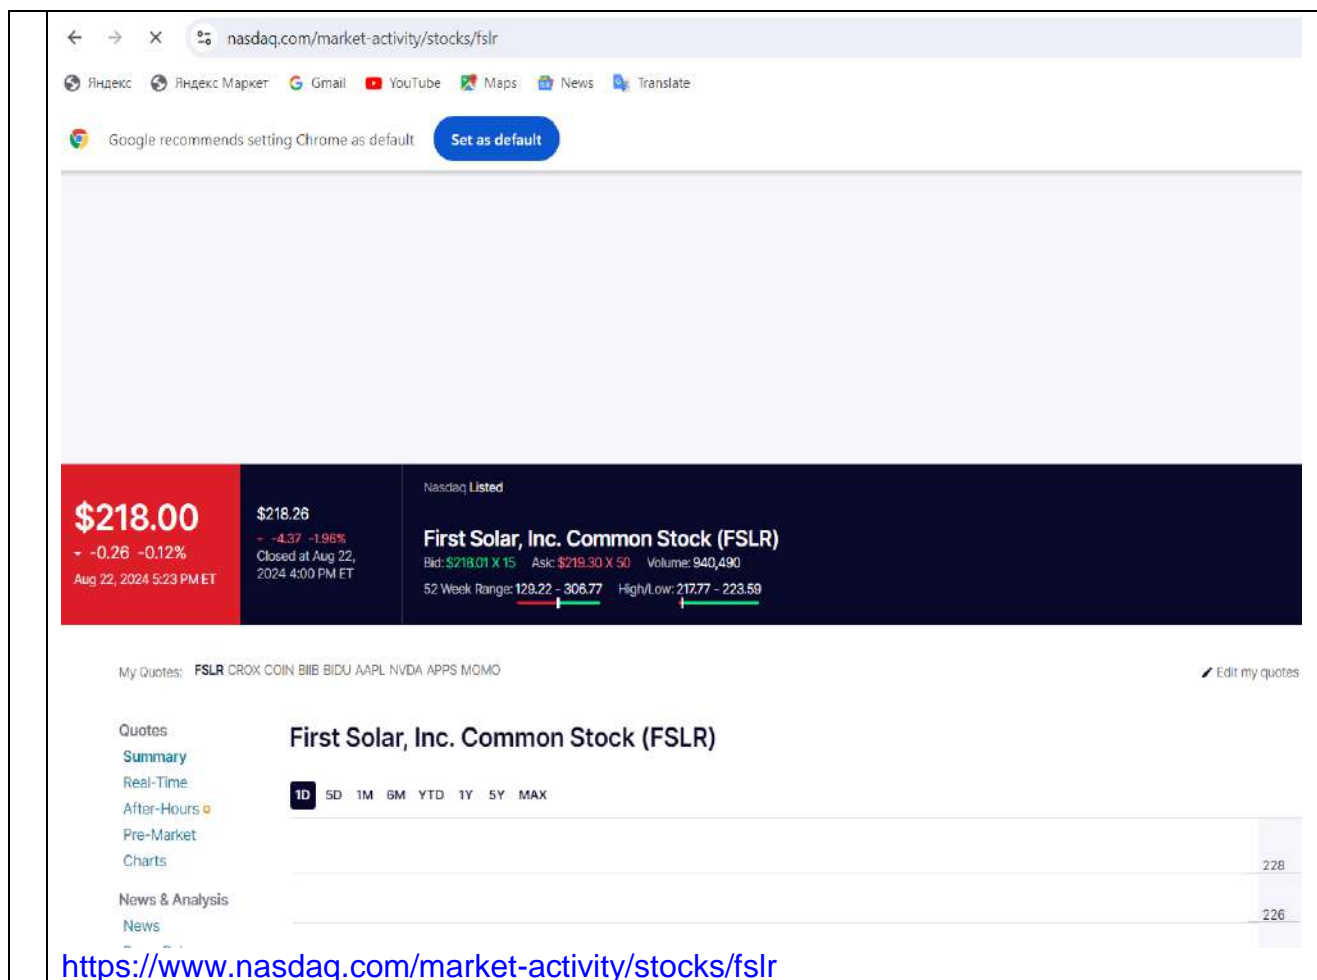 nasdaq.com/market-activity/stocks/fslr
Яндекс Яндекс Маркет Gmail YouTube Maps News Translate
Google recommends setting Chrome as default Set as default
Nasdaq Listed
$218.00
-0.26 -0.12%
Aug 22, 2024 5:23 PM ET
$218.26
-4.37 -1.96%
Closed at Aug 22,
2024 4:00 PM ET
First Solar, Inc. Common Stock (FSLR)
Bid: $218.01 X 15 Ask: $219.30 X 50 Volume: 940,490
52 Week Range: 129.22 - 306.77 High/Low: 217.77 - 223.59
My Quotes: FSLR CROX COIN BIIB BIDU AAPL NVDA APPS MOMO
Edit my quotes
Quotes
Summary
Real-Time
After-Hours
Pre-Market
Charts
News & Analysis
News
First Solar, Inc. Common Stock (FSLR)
1D 5D 1M 6M YTD 1Y 5Y MAX
228
226
https://www.nasdaq.com/market-activity/stocks/fslr